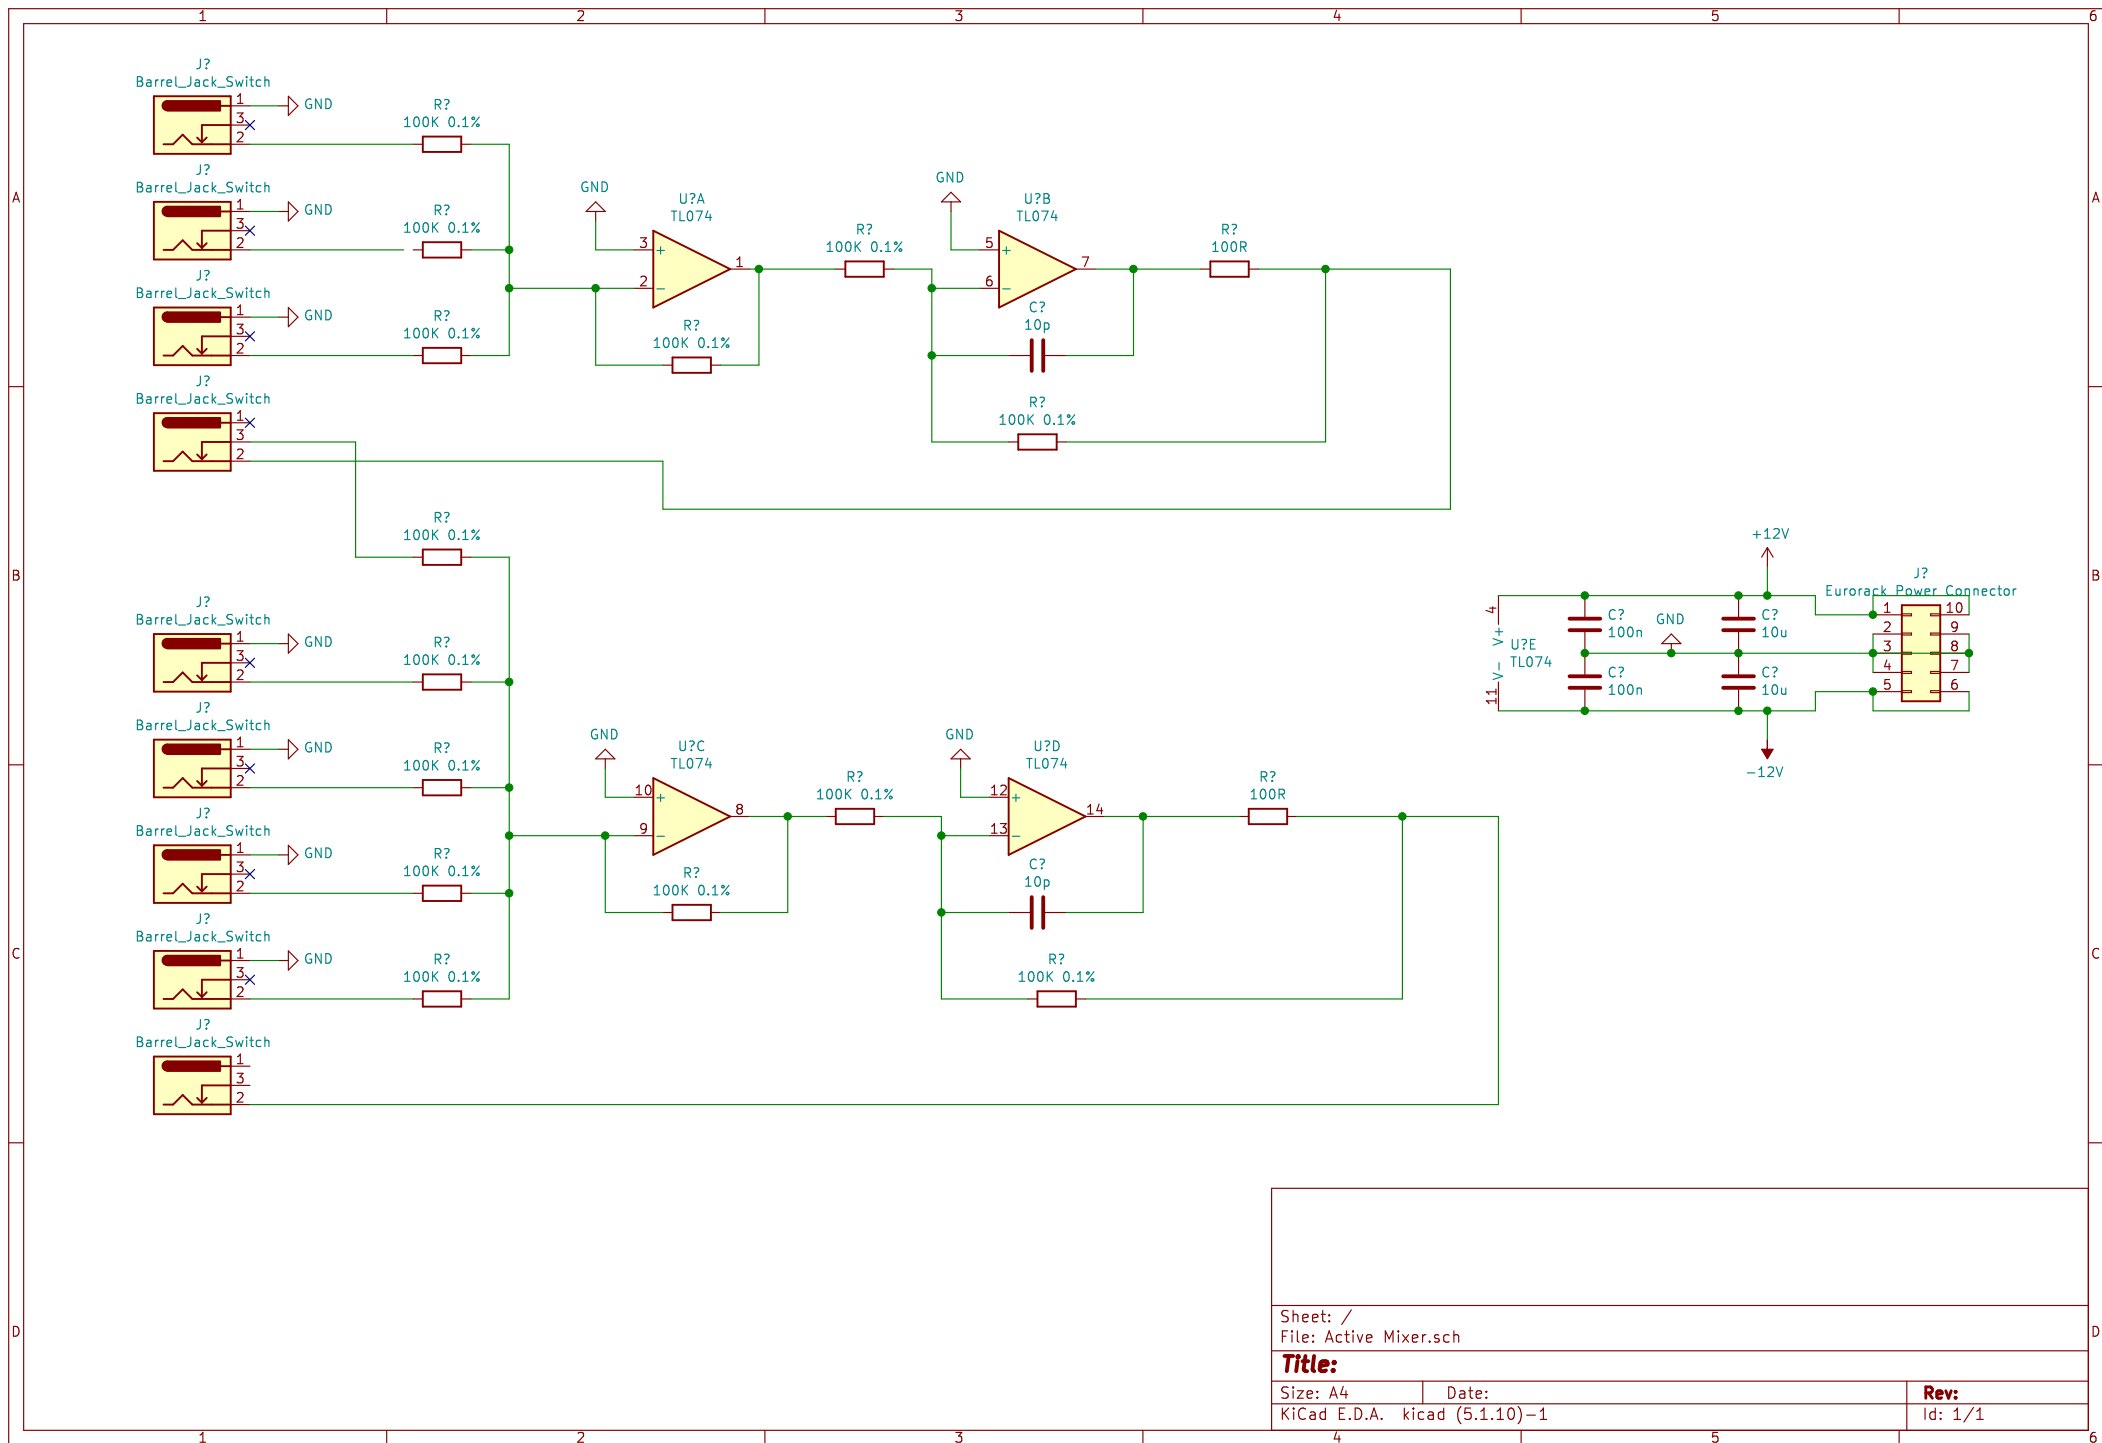 1 2 3 4 5 6
A
B
C
D
A
B
C
D
J?
Barrel_Jack_Switch
1
3
2
GND
R?
100K 0.1%
J?
Barrel_Jack_Switch
1
3
2
GND
R?
100K 0.1%
J?
Barrel_Jack_Switch
1
3
2
GND
R?
100K 0.1%
J?
Barrel_Jack_Switch
1
3
2
GND
U?A
TL074
3
+
2
−
1
R?
100K 0.1%
R?
100K 0.1%
GND
U?B
TL074
5
+
6
−
7
C?
10p
R?
100K 0.1%
R?
100R
R?
100K 0.1%
J?
Barrel_Jack_Switch
1
3
2
GND
R?
100K 0.1%
J?
Barrel_Jack_Switch
1
3
2
GND
R?
100K 0.1%
J?
Barrel_Jack_Switch
1
3
2
GND
R?
100K 0.1%
J?
Barrel_Jack_Switch
1
3
2
GND
R?
100K 0.1%
J?
Barrel_Jack_Switch
1
3
2
GND
U?C
TL074
10
+
9
−
8
R?
100K 0.1%
R?
100K 0.1%
GND
U?D
TL074
12
+
13
−
14
C?
10p
R?
100K 0.1%
R?
100R
+12V
4
V+
U?E
TL074
V−
11
C?
100n
C?
100n
GND
C?
10u
C?
10u
−12V
J?
Eurorack Power Connector
1 10
2 9
3 8
4 7
5 6
Sheet: /
File: Active Mixer.sch
Title:
Size: A4 Date: Rev:
KiCad E.D.A. kicad (5.1.10)−1 Id: 1/1
1 2 3 4 5 6